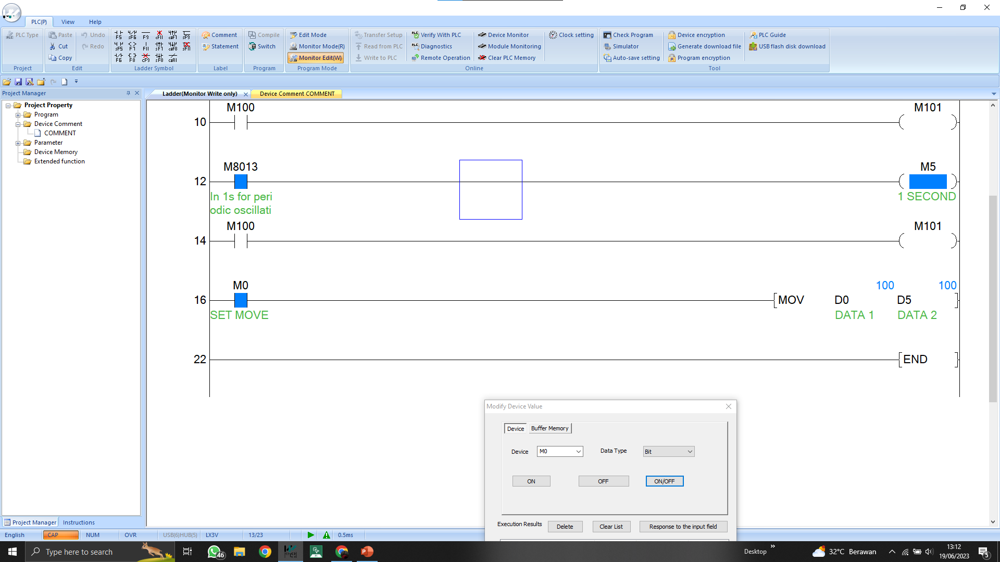 PLC(P) View Help
PLC Type
Paste
Cut
Copy
Undo
Redo
F5 sF6 F9 cF11 aF7 sF9
sF5 F7 F11 sF7 caF8 sF11
F6 F8 cF9 sF8 caF11
Comment
Statement
Compile
Switch
Edit Mode
Monitor Mode(R)
Monitor Edit(W)
Transfer Setup
Read from PLC
Write to PLC
Verify With PLC
Diagnostics
Remote Operation
Device Monitor
Module Monitoring
Clear PLC Memory
Clock setting
Check Program
Simulator
Auto-save setting
Device encryption
Generate download file
Program encryption
PLC Guide
USB flash disk download
Project Edit Ladder Symbol Label Program Program Mode Online Tool
Project Manager
Project Property
Program
Device Comment
COMMENT
Parameter
Device Memory
Extended function
Ladder(Monitor Write only) Device Comment COMMENT
M100 M101
10
M8013 M5
12
In 1s for peri 1 SECOND
odic oscillati
M100 M101
14
M0 100 100
16 MOV D0 D5
SET MOVE DATA 1 DATA 2
22 END
Modify Device Value
Device Buffer Memory
Device M0 Data Type Bit
ON OFF ON/OFF
Execution Results Delete Clear List Response to the input field
Project Manager Instructions
English CAP NUM OVR USB(6)HUB(5) LX3V 13/23 0.5ms
Type here to search
46
Desktop
32°C Berawan
13:12
19/06/2023
5